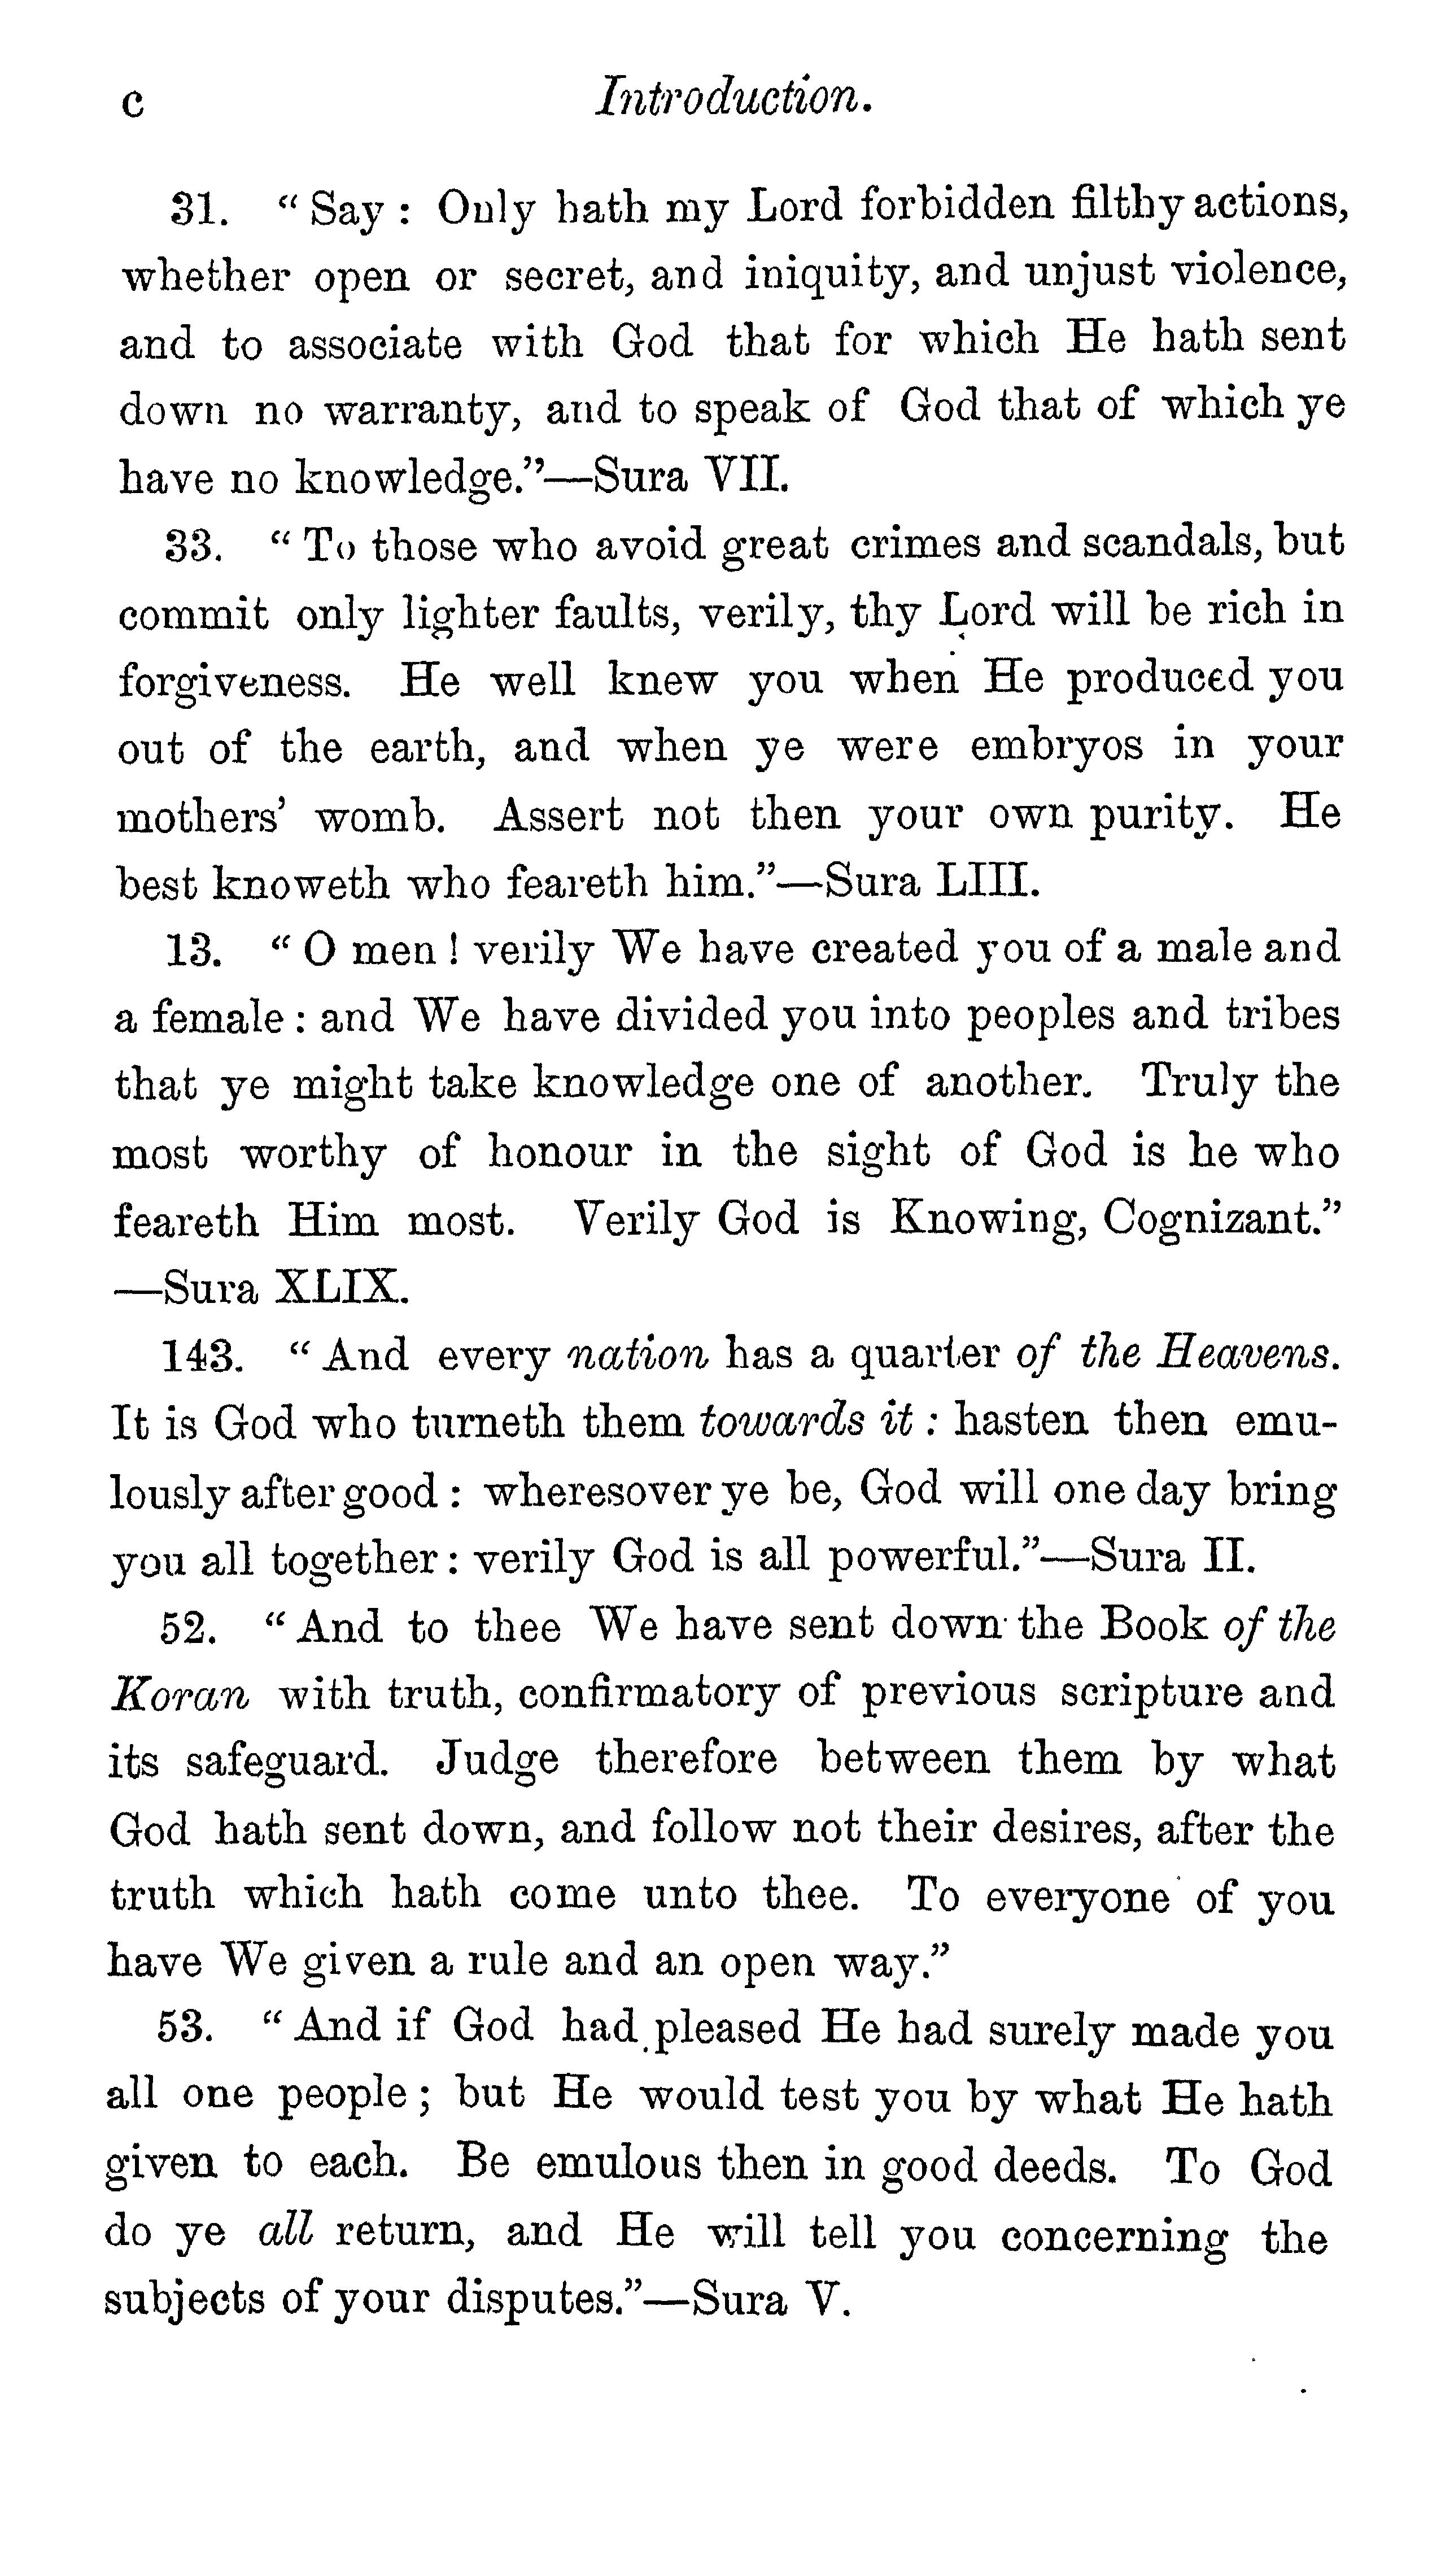 c Introduction.
31. “Say : Only hath my Lord forbidden filthy actions,
whether open or secret, and iniquity, and unjust violence,
and to associate with God that for which He hath sent
down no warranty, and to speak of God that of which ye
have no knowledge.”—Sura VII.
33. “To those who avoid great crimes and scandals, but
commit only lighter faults, verily, thy Lord will be rich in
forgiveness. He well knew you when He produced you
out of the earth, and when ye were embryos in your
mothers’ womb. Assert not then your own purity. He
best knoweth who feareth him.”—Sura LIII.
13. “O men ! verily We have created you of a male and
a female : and We have divided you into peoples and tribes
that ye might take knowledge one of another. Truly the
most worthy of honour in the sight of God is he who
feareth Him most. Verily God is Knowing, Cognizant.”
—Sura XLIX.
143. “And every nation has a quarter of the Heavens.
It is God who turneth them towards it : hasten then emu-
lously after good : wheresover ye be, God will one day bring
you all together : verily God is all powerful.”—Sura II.
52. “And to thee We have sent down the Book of the
Koran with truth, confirmatory of previous scripture and
its safeguard. Judge therefore between them by what
God hath sent down, and follow not their desires, after the
truth which hath come unto thee. To everyone of you
have We given a rule and an open way.”
53. “And if God had pleased He had surely made you
all one people ; but He would test you by what He hath
given to each. Be emulous then in good deeds. To God
do ye all return, and He will tell you concerning the
subjects of your disputes.”—Sura V.